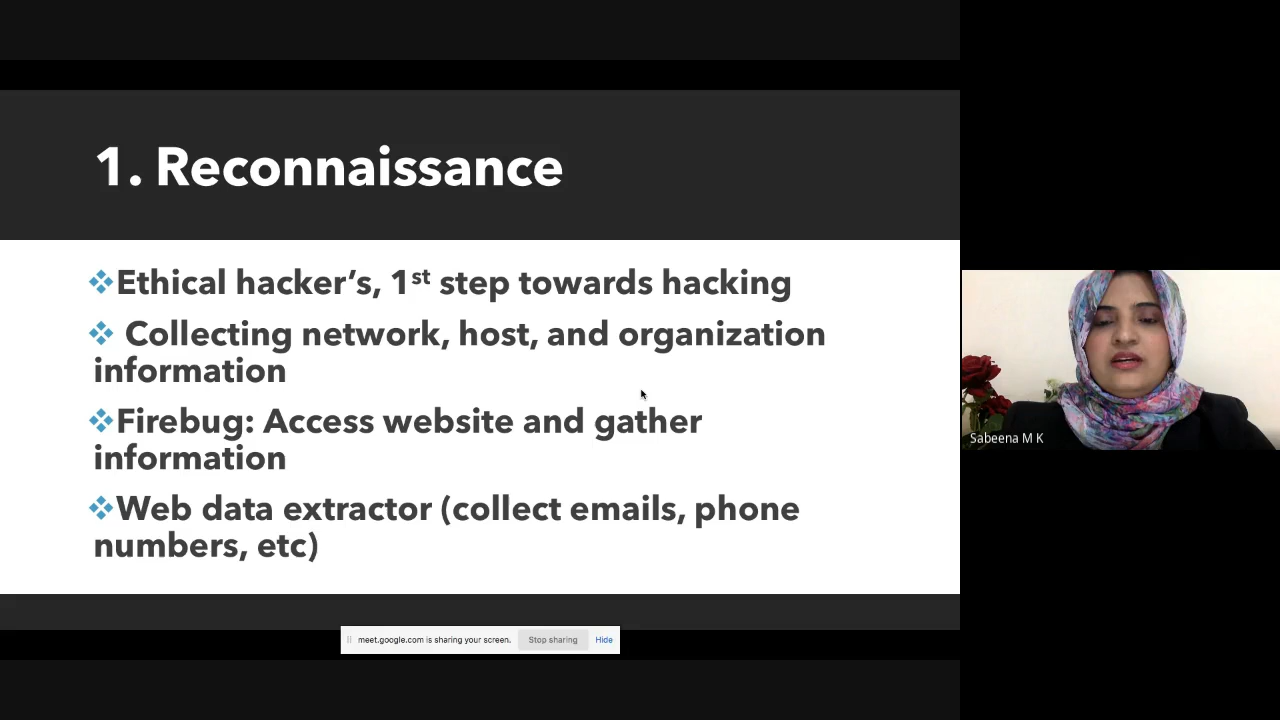 1. Reconnaissance
❖Ethical hacker’s, 1st step towards hacking
❖ Collecting network, host, and organization
information
❖Firebug: Access website and gather
information
❖Web data extractor (collect emails, phone
numbers, etc)
Sabeena M K
meet.google.com is sharing your screen. Stop sharing Hide